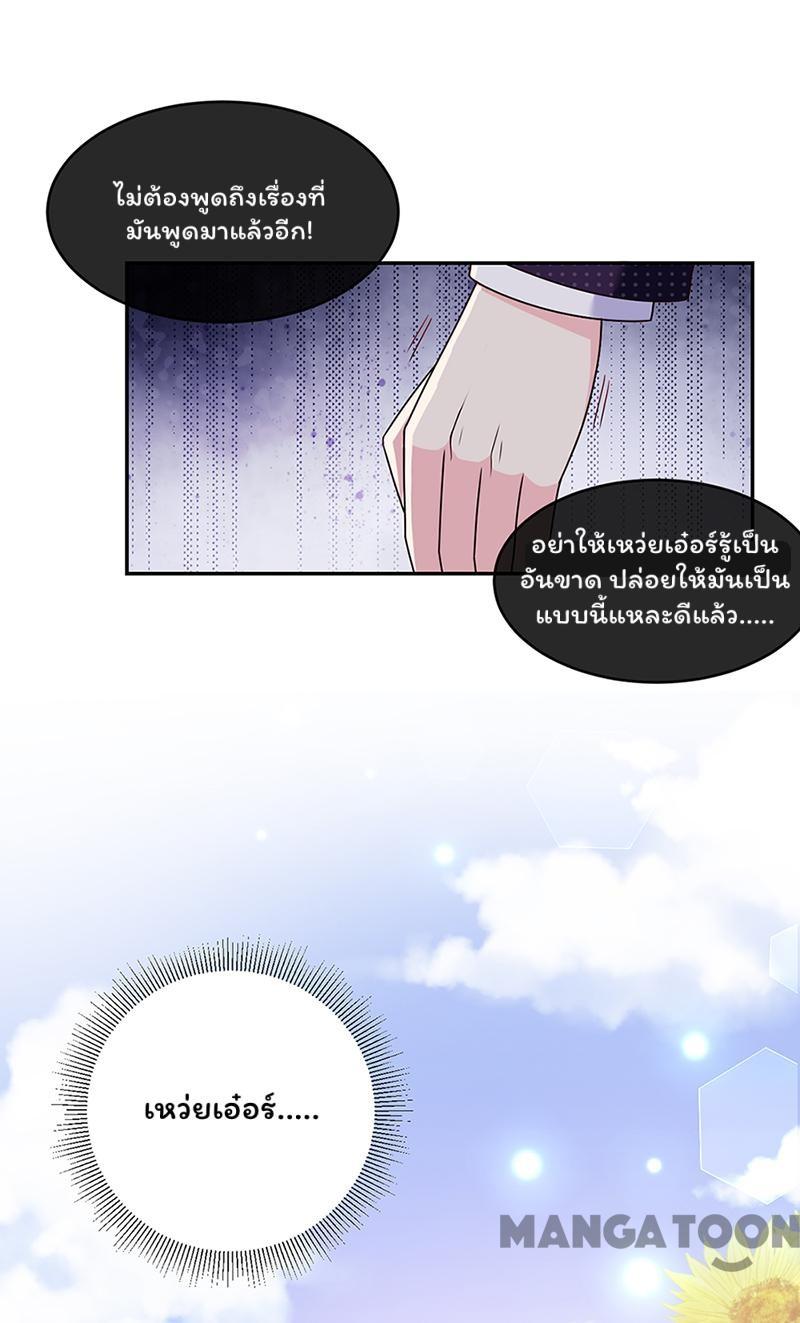 ไม่ต้องพูดถึงเรื่องที่
มันพูดมาแล้วอีก!
อย่าให้เหว่ยเอ๋อร์รู้เป็น
อันขาด ปล่อยให้มันเป็น
แบบนี้แหละดีแล้ว.....
เหว่ยเอ๋อร์.....
MANGATOON